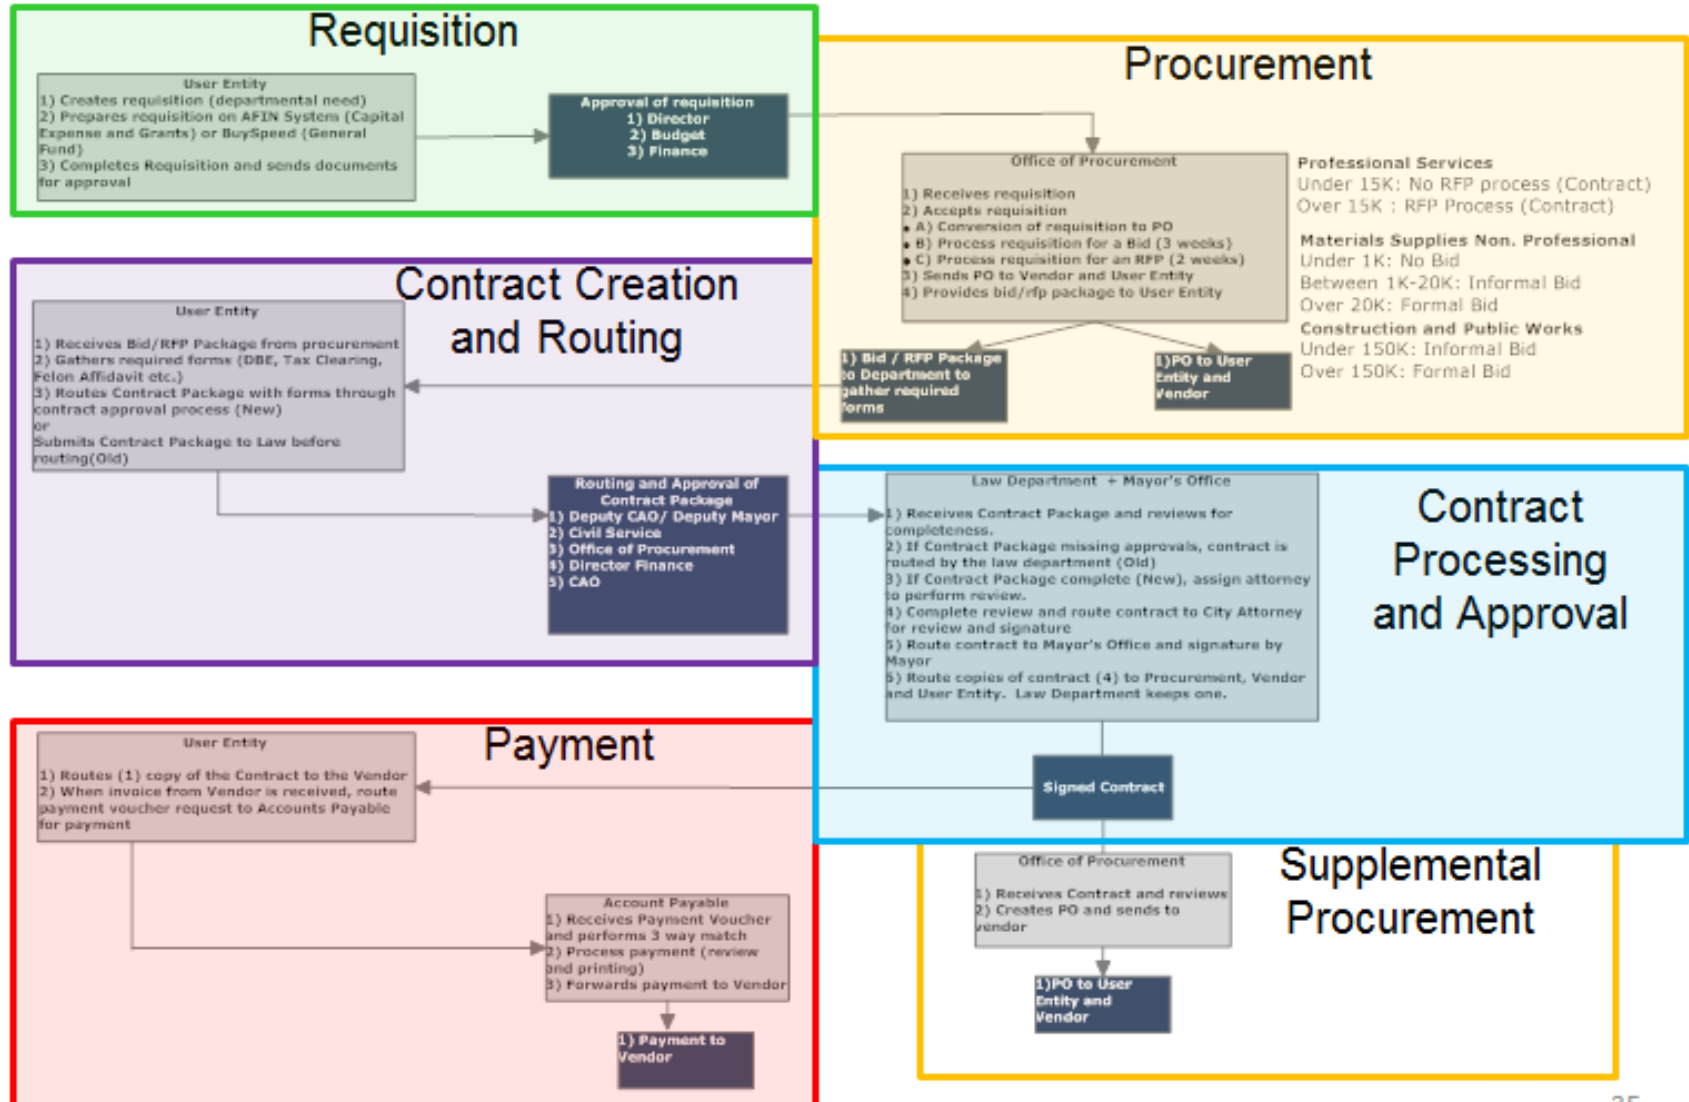 Requisition
User Entity
1) Creates requisition (departmental need)
2) Prepares requisition on AFIN System (Capital
Expense and Grants) or BuySpeed (General
Fund)
3) Completes Requisition and sends documents
for approval
Approval of requisition
1) Director
2) Budget
3) Finance
Procurement
Office of Procurement
1) Receives requisition
2) Accepts requisition
• A) Conversion of requisition to PO
• B) Process requisition for a Bid (3 weeks)
• C) Process requisition for an RFP (2 weeks)
3) Sends PO to Vendor and User Entity
4) Provides bid/rfp package to User Entity
Professional Services
Under 15K: No RFP process (Contract)
Over 15K : RFP Process (Contract)
Materials Supplies Non. Professional
Under 1K: No Bid
Between 1K-20K: Informal Bid
Over 20K: Formal Bid
Construction and Public Works
Under 150K: Informal Bid
Over 150K: Formal Bid
1) Bid / RFP Package
to Department to
gather required
forms
1)PO to User
Entity and
Vendor
Contract Creation
and Routing
User Entity
1) Receives Bid/RFP Package from procurement
2) Gathers required forms (DBE, Tax Clearing,
Felon Affidavit etc.)
3) Routes Contract Package with forms through
contract approval process (New)
or
Submits Contract Package to Law before
routing(Old)
Routing and Approval of
Contract Package
1) Deputy CAO/ Deputy Mayor
2) Civil Service
3) Office of Procurement
4) Director Finance
5) CAO
Contract
Processing
and Approval
Law Department + Mayor's Office
1) Receives Contract Package and reviews for
completeness.
2) If Contract Package missing approvals, contract is
routed by the law department (Old)
3) If Contract Package complete (New), assign attorney
to perform review.
4) Complete review and route contract to City Attorney
for review and signature
5) Route contract to Mayor's Office and signature by
Mayor
6) Route copies of contract (4) to Procurement, Vendor
and User Entity. Law Department keeps one.
Signed Contract
Payment
User Entity
1) Routes (1) copy of the Contract to the Vendor
2) When invoice from Vendor is received, route
payment voucher request to Accounts Payable
for payment
Account Payable
1) Receives Payment Voucher
and performs 3 way match
2) Process payment (review
and printing)
3) Forwards payment to Vendor
1) Payment to
Vendor
Supplemental
Procurement
Office of Procurement
1) Receives Contract and reviews
2) Creates PO and sends to
vendor
1)PO to User
Entity and
Vendor